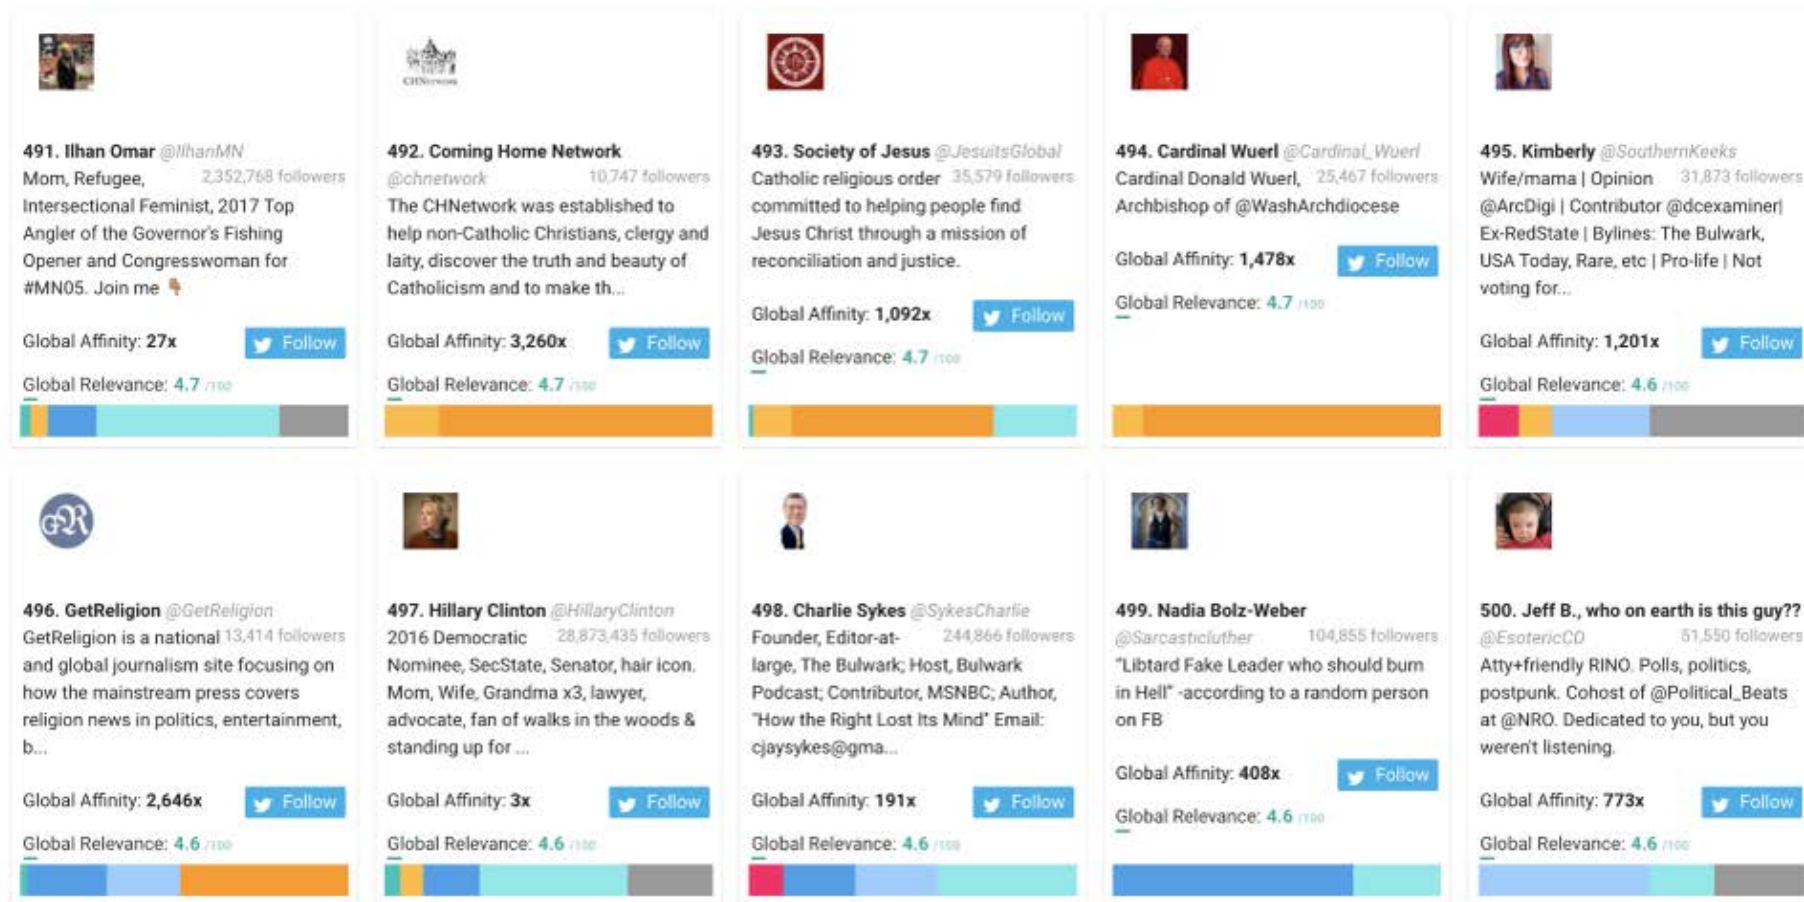 CHNetwork
491. Ilhan Omar @IlhanMN
Mom, Refugee, 2,352,768 followers
Intersectional Feminist, 2017 Top
Angler of the Governor's Fishing
Opener and Congresswoman for
#MN05. Join me 👇🏽
Global Affinity: 27x Follow
Global Relevance: 4.7 /100
492. Coming Home Network
@chnetwork 10,747 followers
The CHNetwork was established to
help non-Catholic Christians, clergy and
laity, discover the truth and beauty of
Catholicism and to make th...
Global Affinity: 3,260x Follow
Global Relevance: 4.7 /100
493. Society of Jesus @JesuitsGlobal
Catholic religious order 35,579 followers
committed to helping people find
Jesus Christ through a mission of
reconciliation and justice.
Global Affinity: 1,092x Follow
Global Relevance: 4.7 /100
494. Cardinal Wuerl @Cardinal_Wuerl
Cardinal Donald Wuerl, 25,467 followers
Archbishop of @WashArchdiocese
Global Affinity: 1,478x Follow
Global Relevance: 4.7 /100
495. Kimberly @SouthernKeeks
Wife/mama | Opinion 31,873 followers
@ArcDigi | Contributor @dcexaminer|
Ex-RedState | Bylines: The Bulwark,
USA Today, Rare, etc | Pro-life | Not
voting for...
Global Affinity: 1,201x Follow
Global Relevance: 4.6 /100
GR
496. GetReligion @GetReligion
GetReligion is a national 13,414 followers
and global journalism site focusing on
how the mainstream press covers
religion news in politics, entertainment,
b...
Global Affinity: 2,646x Follow
Global Relevance: 4.6 /100
497. Hillary Clinton @HillaryClinton
2016 Democratic 28,873,435 followers
Nominee, SecState, Senator, hair icon.
Mom, Wife, Grandma x3, lawyer,
advocate, fan of walks in the woods &
standing up for ...
Global Affinity: 3x Follow
Global Relevance: 4.6 /100
498. Charlie Sykes @SykesCharlie
Founder, Editor-at- 244,866 followers
large, The Bulwark; Host, Bulwark
Podcast; Contributor, MSNBC; Author,
"How the Right Lost Its Mind" Email:
cjaysykes@gma...
Global Affinity: 191x Follow
Global Relevance: 4.6 /100
499. Nadia Bolz-Weber
@Sarcasticluther 104,855 followers
"Libtard Fake Leader who should burn
in Hell" -according to a random person
on FB
Global Affinity: 408x Follow
Global Relevance: 4.6 /100
500. Jeff B., who on earth is this guy??
@EsotericCD 51,550 followers
Atty+friendly RINO. Polls, politics,
postpunk. Cohost of @Political_Beats
at @NRO. Dedicated to you, but you
weren't listening.
Global Affinity: 773x Follow
Global Relevance: 4.6 /100